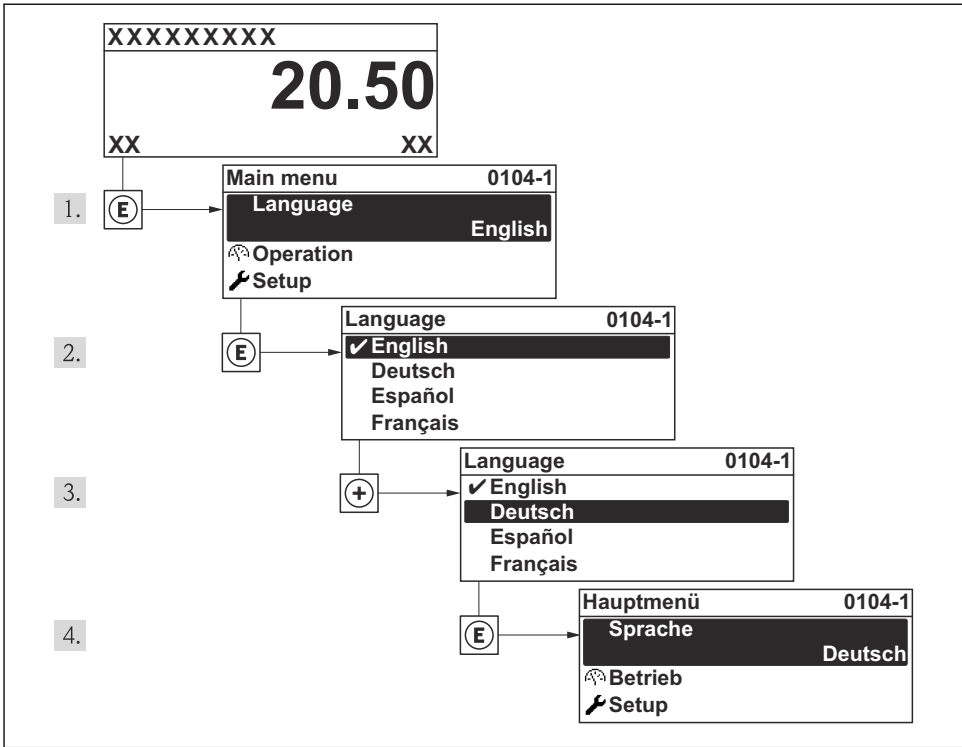 XXXXXXXXX
20.50
XX XX
1. E
Main menu 0104-1
Language
English
Operation
Setup
2. E
Language 0104-1
✔ English
Deutsch
Español
Français
3. +
Language 0104-1
✔ English
Deutsch
Español
Français
4. E
Hauptmenü 0104-1
Sprache
Deutsch
Betrieb
Setup